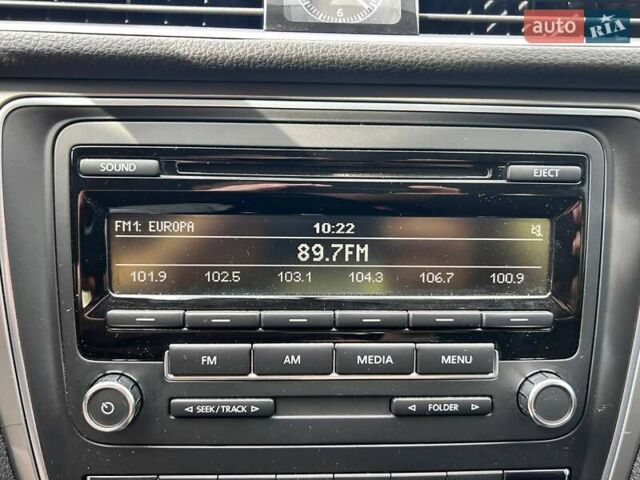 6
auto RIA
SOUND
EJECT
FM1: EUROPA 10:22
89.7FM
101.9 102.5 103.1 104.3 106.7 100.9
FM AM MEDIA MENU
SEEK/TRACK FOLDER